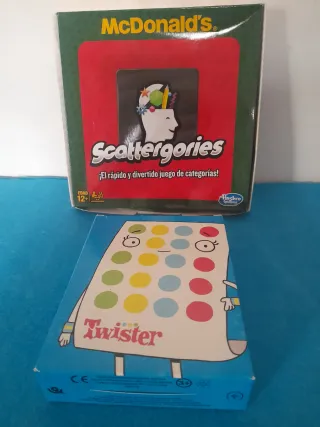 McDonald's
Scattergories
¡El rápido y divertido juego de categorías!
12+
Hasbro
Gaming
Twister
CE